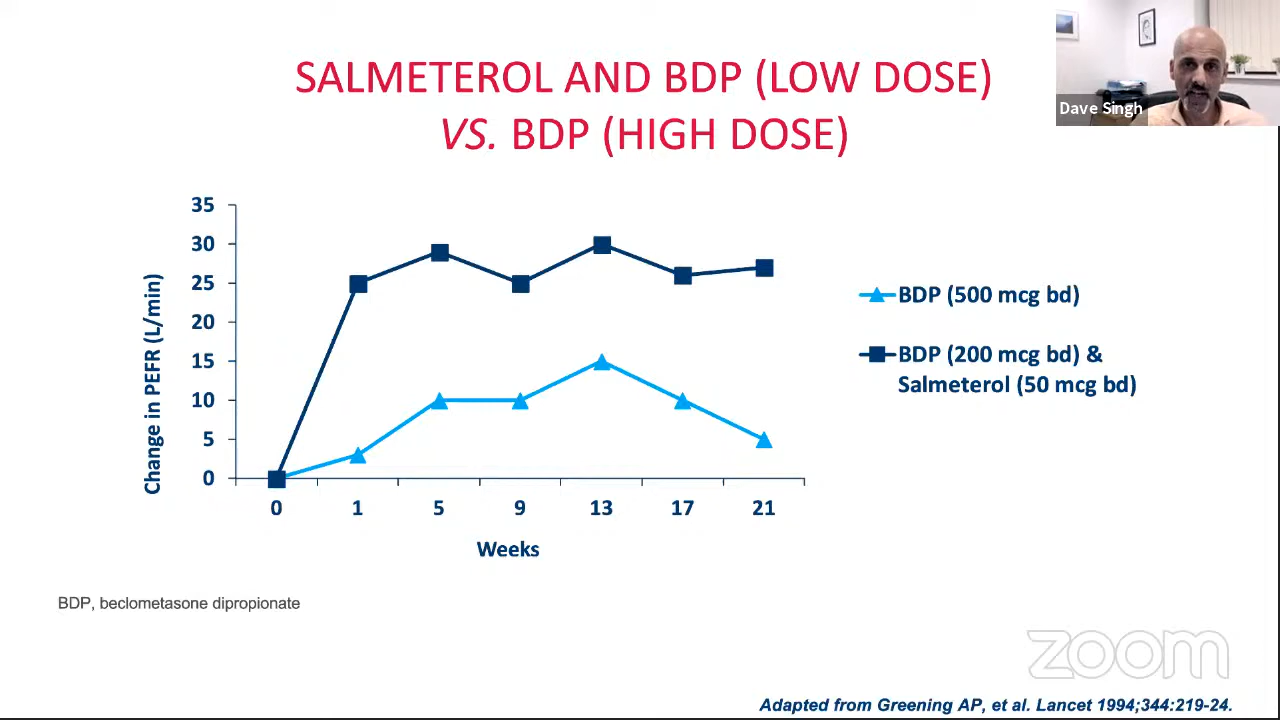 SALMETEROL AND BDP (LOW DOSE)
VS. BDP (HIGH DOSE)
Dave Singh
Change in PEFR (L/min)
35
30
25
20
15
10
5
0
0 1 5 9 13 17 21
Weeks
BDP (500 mcg bd)
BDP (200 mcg bd) &
Salmeterol (50 mcg bd)
BDP, beclometasone dipropionate
zoom
Adapted from Greening AP, et al. Lancet 1994;344:219-24.